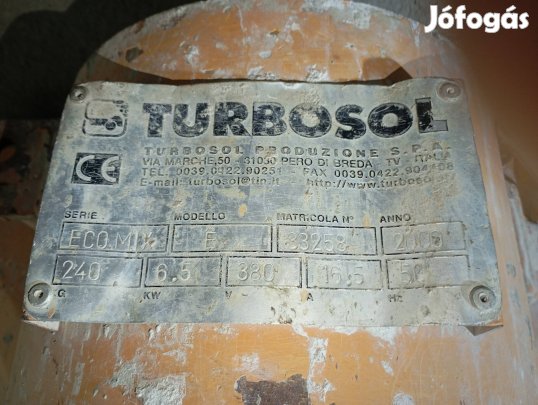 Jófogás
TURBOSOL
TURBOSOL PRODUZIONE S.P.A.
VIA MARCHE,50 - 31030 PERO DI BREDA - TV - ITALIA
TEL. 0039.0422.90251 - FAX 0039.0422.904408
E-mail: turbosol@tin.it - http://www.turbosol
CE
SERIE MODELLO MATRICOLA N° ANNO
ECO.MIX E 33258
240 6,5 380 16,5 50
G KW V A Hz